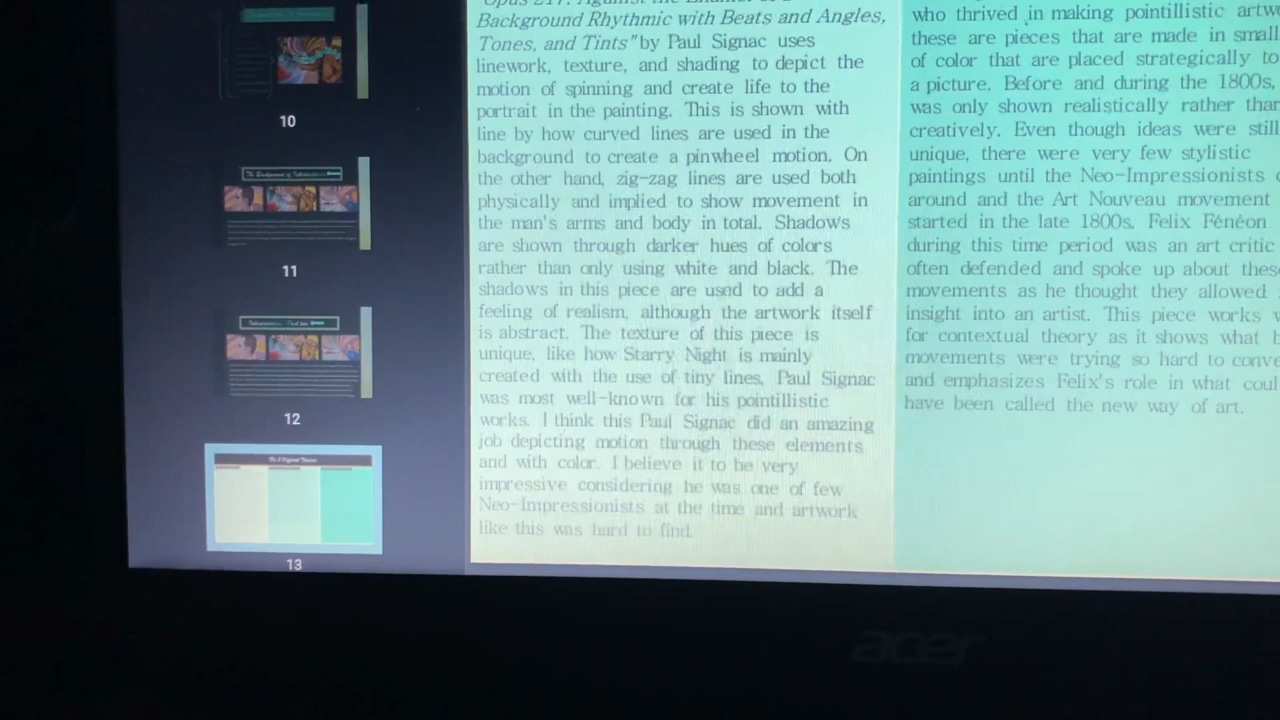 10
The Background of
11
12
13
Background Rhythmic with Beats and Angles,
Tones, and Tints" by Paul Signac uses
linework, texture, and shading to depict the
motion of spinning and create life to the
portrait in the painting. This is shown with
line by how curved lines are used in the
background to create a pinwheel motion. On
the other hand, zig-zag lines are used both
physically and implied to show movement in
the man's arms and body in total. Shadows
are shown through darker hues of colors
rather than only using white and black. The
shadows in this piece are used to add a
feeling of realism, although the artwork itself
is abstract. The texture of this piece is
unique, like how Starry Night is mainly
created with the use of tiny lines, Paul Signac
was most well-known for his pointillistic
works. I think this Paul Signac did an amazing
job depicting motion through these elements
and with color. I believe it to be very
impressive considering he was one of few
Neo-Impressionists at the time and artwork
like this was hard to find.
who thrived in making pointillistic
these are pieces that are made in small
of color that are placed strategically to
a picture. Before and during the 1800s,
was only shown realistically rather than
creatively. Even though ideas were still
unique, there were very few stylistic
paintings until the Neo-Impressionists
around and the Art Nouveau movement
started in the late 1800s. Felix Fénéon
during this time period was an art critic
often defended and spoke up about
movements as he thought they allowed
insight into an artist. This piece works
for contextual theory as it shows what
movements were trying so hard to
and emphasizes Felix's role in what
have been called the new way of art.
acer